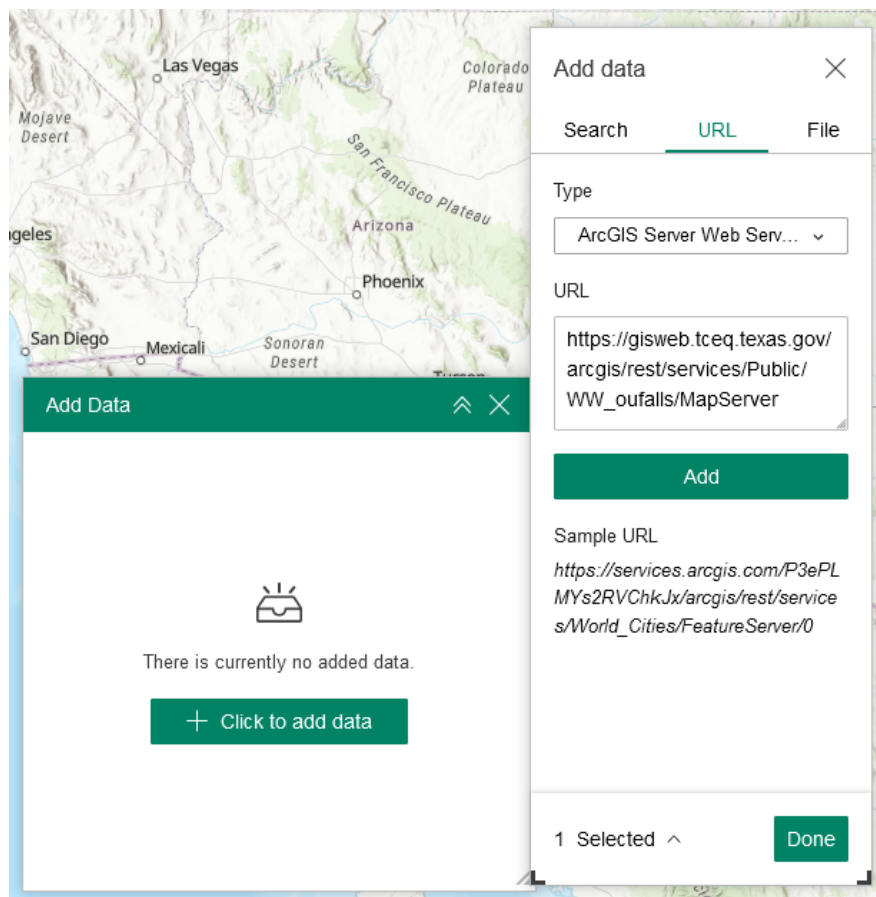 Las Vegas
Colorado
Plateau
Mojave
Desert
San Francisco Plateau
Arizona
geles
Phoenix
San Diego
Mexicali
Sonoran
Desert
Add Data
There is currently no added data.
Click to add data
Add data
Search URL File
Type
ArcGIS Server Web Serv...
URL
https://gisweb.tceq.texas.gov/
arcgis/rest/services/Public/
WW_oufalls/MapServer
Add
Sample URL
https://services.arcgis.com/P3ePL
MYs2RVChkJx/arcgis/rest/service
s/World_Cities/FeatureServer/0
1 Selected
Done